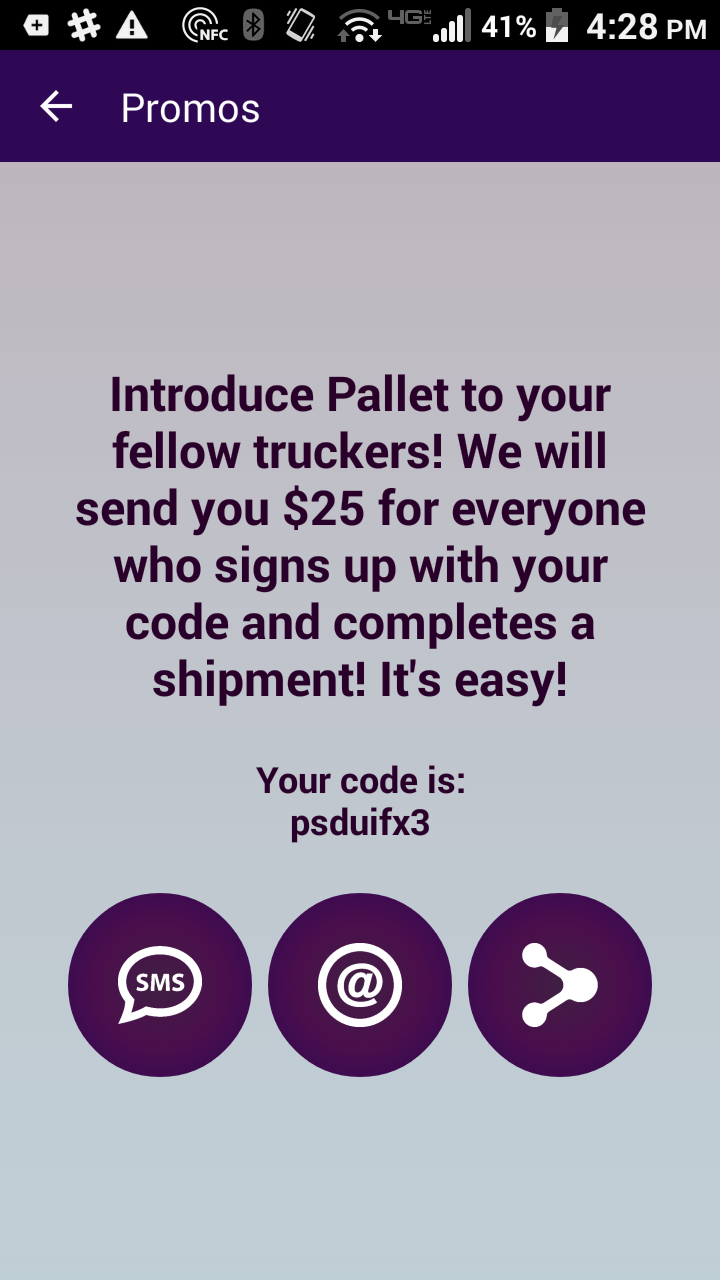 NFC 4G LTE 41% 4:28 PM
Promos
Introduce Pallet to your
fellow truckers! We will
send you $25 for everyone
who signs up with your
code and completes a
shipment! It's easy!
Your code is:
psduifx3
SMS @